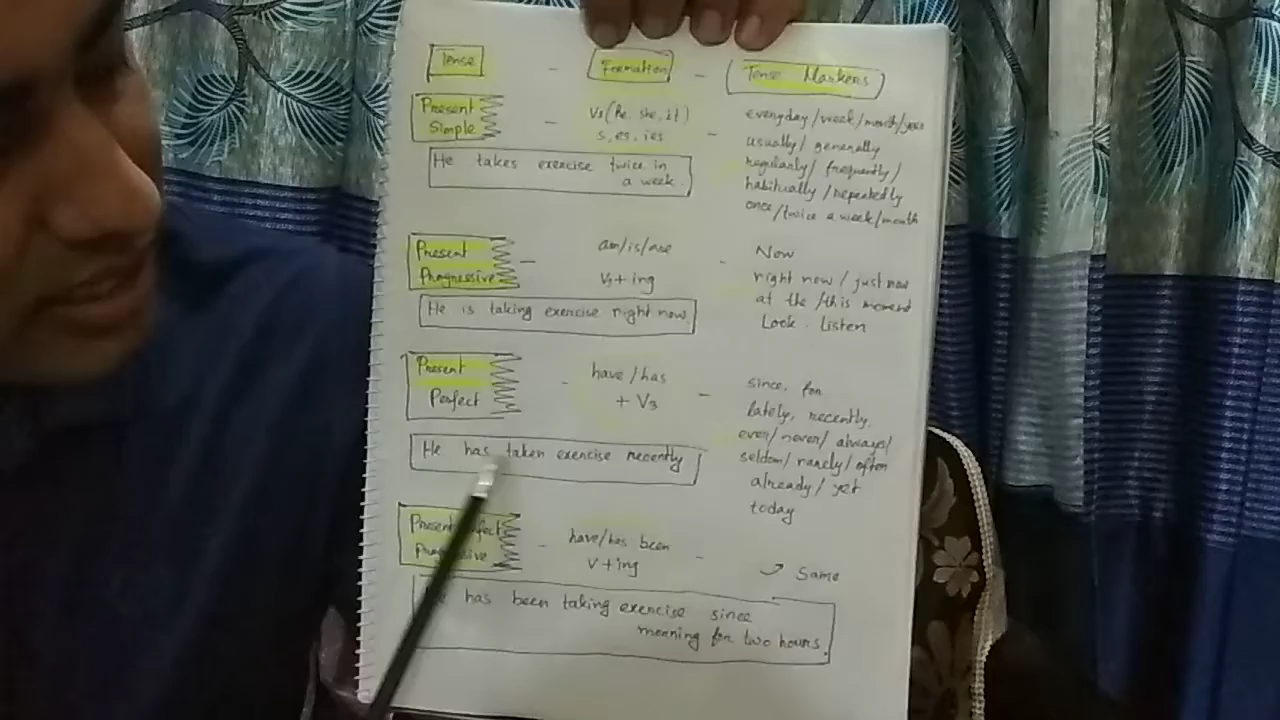 Tense - Formation - Tense Markers
Present
Simple
- Vs (he, she, it)
s, es, ies
- everyday/week/month/year
usually/ generally
regularly/ frequently/
habitually/repeatedly
once/twice a week/month
He takes exercise twice in
a week.
Present
Progressive
- am/is/are
V1+ ing
- Now
right now / just now
at the /this moment
Look. Listen
He is taking exercise right now.
Present
Perfect
- have / has
+ V3
- since, for
lately, recently,
ever/ never/ always/
seldom/ rarely/ often
already/ yet
today
He has taken exercise recently
Present
Progressive
- have/has been
V +ing
- Same
has been taking exercise since
morning for two hours.